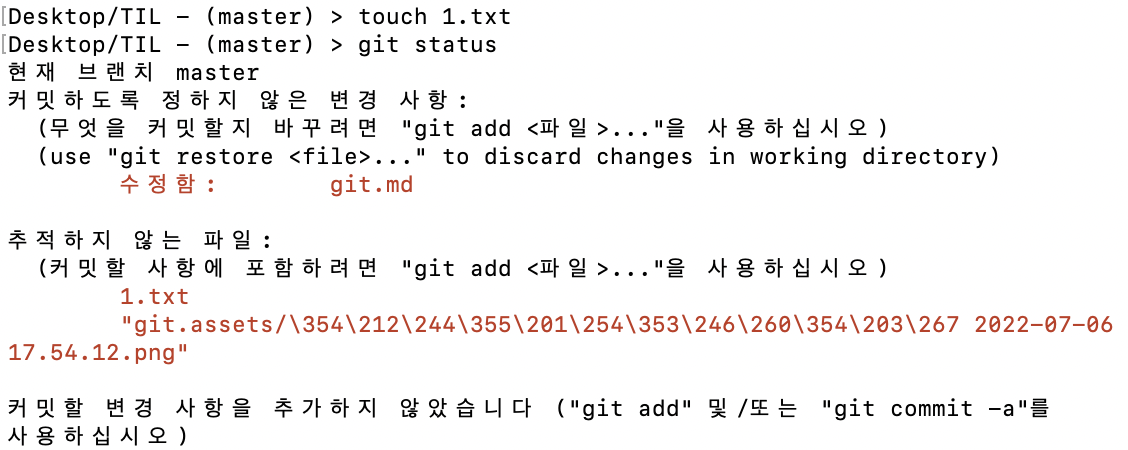 [Desktop/TIL - (master) > touch 1.txt
[Desktop/TIL - (master) > git status
현재 브랜치 master
커밋하도록 정하지 않은 변경 사항:
(무엇을 커밋할지 바꾸려면 "git add <파일>..."을 사용하십시오)
(use "git restore <file>..." to discard changes in working directory)
수정함: git.md
추적하지 않는 파일:
(커밋할 사항에 포함하려면 "git add <파일>..."을 사용하십시오)
1.txt
"git.assets/\354\212\244\355\201\254\353\246\260\354\203\267 2022-07-06
17.54.12.png"
커밋할 변경 사항을 추가하지 않았습니다 ("git add" 및/또는 "git commit -a"를
사용하십시오)